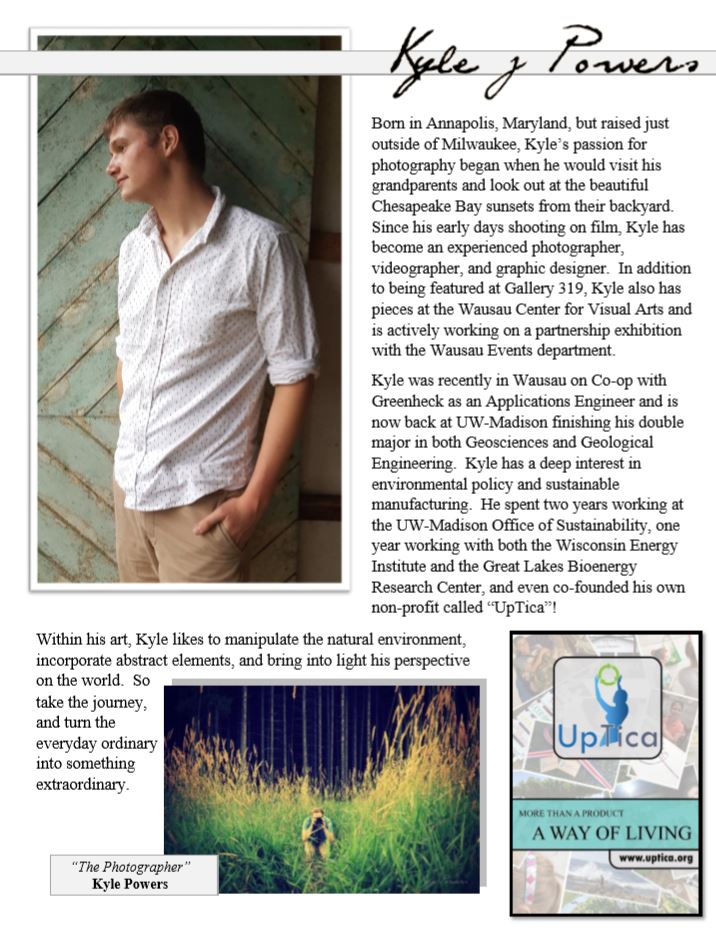 Kyle J Powers
Born in Annapolis, Maryland, but raised just
outside of Milwaukee, Kyle's passion for
photography began when he would visit his
grandparents and look out at the beautiful
Chesapeake Bay sunsets from their backyard.
Since his early days shooting on film, Kyle has
become an experienced photographer,
videographer, and graphic designer.  In addition
to being featured at Gallery 319, Kyle also has
pieces at the Wausau Center for Visual Arts and
is actively working on a partnership exhibition
with the Wausau Events department.
Kyle was recently in Wausau on Co-op with
Greenheck as an Applications Engineer and is
now back at UW-Madison finishing his double
major in both Geosciences and Geological
Engineering.  Kyle has a deep interest in
environmental policy and sustainable
manufacturing.  He spent two years working at
the UW-Madison Office of Sustainability, one
year working with both the Wisconsin Energy
Institute and the Great Lakes Bioenergy
Research Center, and even co-founded his own
non-profit called “UpTica”!
Within his art, Kyle likes to manipulate the natural environment,
incorporate abstract elements, and bring into light his perspective
on the world.  So
take the journey,
and turn the
everyday ordinary
into something
extraordinary.
“The Photographer”
Kyle Powers
UpTica
MORE THAN A PRODUCT
A WAY OF LIVING
www.uptica.org